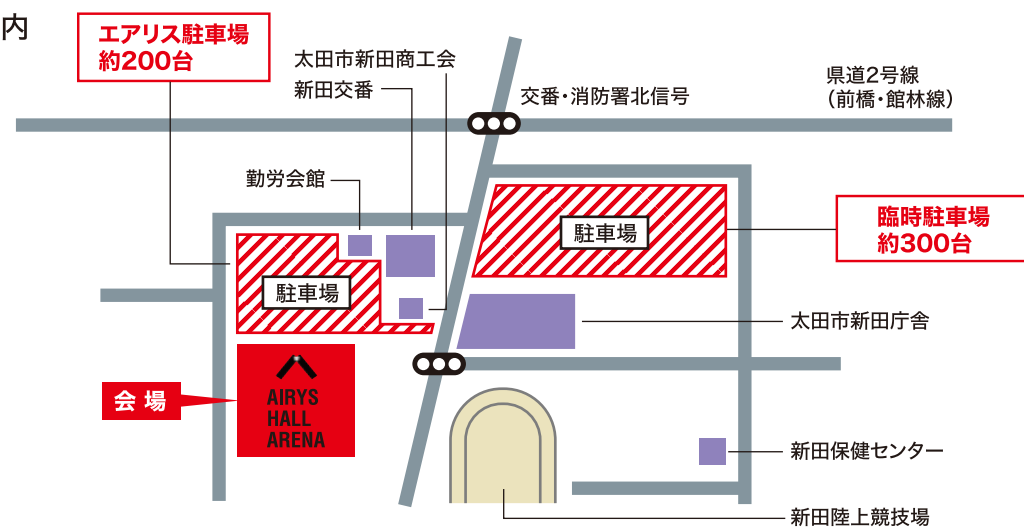 内
エアリス駐車場
約200台
太田市新田商工会
新田交番
交番・消防署北信号
県道2号線
(前橋・館林線)
勤労会館
駐車場
臨時駐車場
約300台
駐車場
太田市新田庁舎
会場
AIRYS
HALL
ARENA
新田保健センター
新田陸上競技場